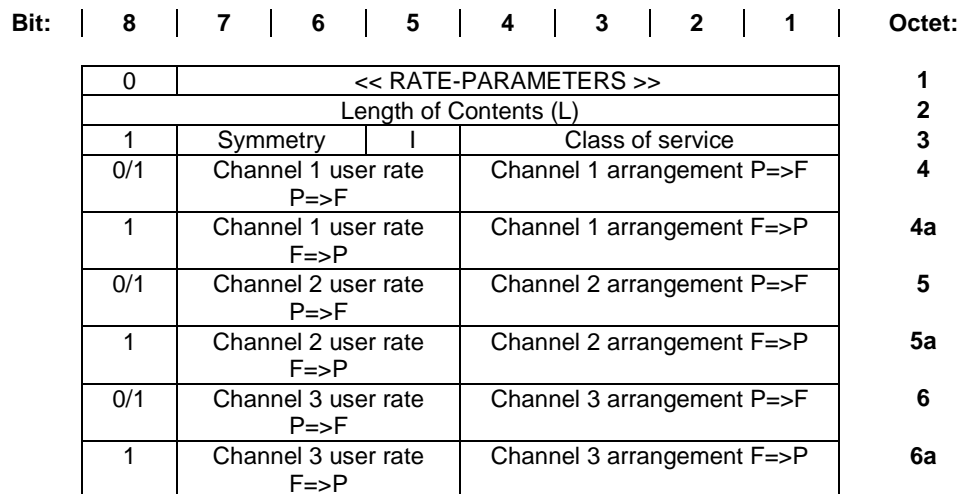 Bit: 8 7 6 5 4 3 2 1 Octet:
0 << RATE-PARAMETERS >> 1
Length of Contents (L) 2
1 Symmetry I Class of service 3
0/1 Channel 1 user rate P=>F Channel 1 arrangement P=>F 4
1 Channel 1 user rate F=>P Channel 1 arrangement F=>P 4a
0/1 Channel 2 user rate P=>F Channel 2 arrangement P=>F 5
1 Channel 2 user rate F=>P Channel 2 arrangement F=>P 5a
0/1 Channel 3 user rate P=>F Channel 3 arrangement P=>F 6
1 Channel 3 user rate F=>P Channel 3 arrangement F=>P 6a